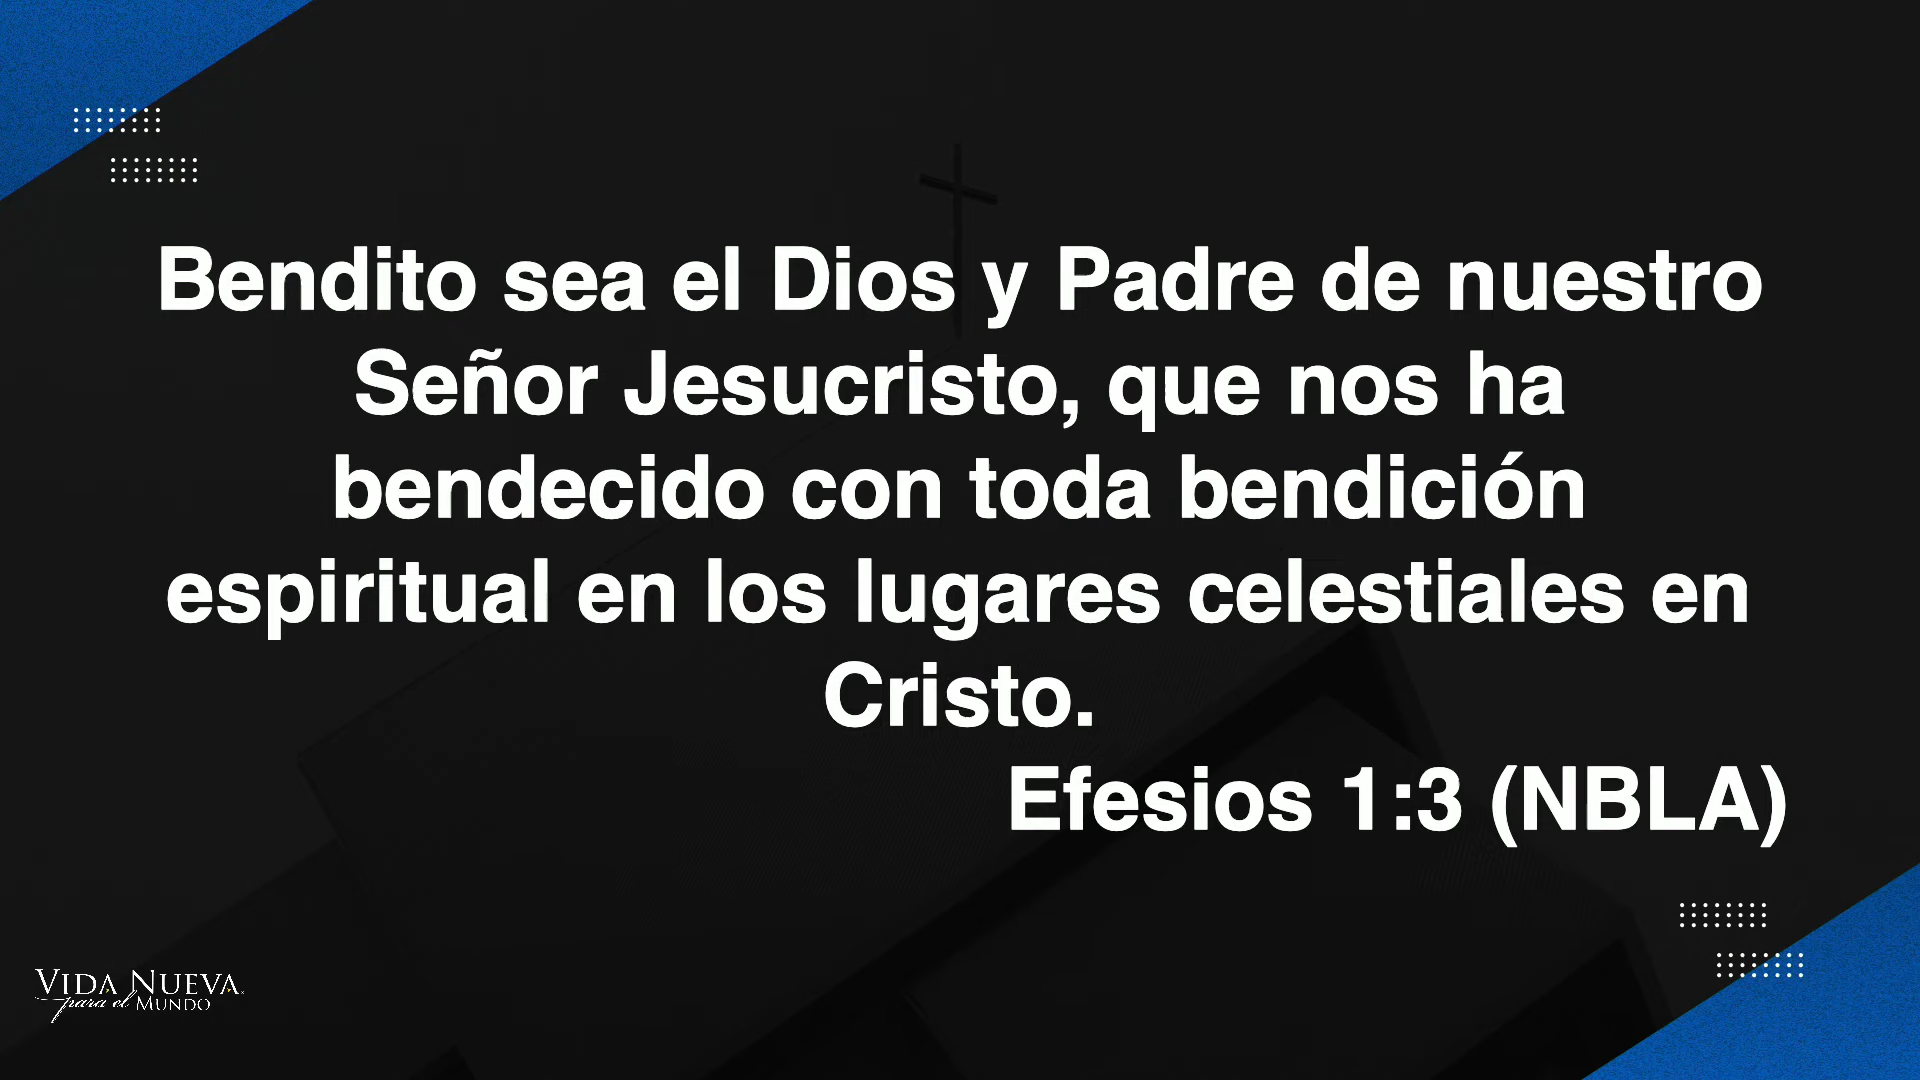 Bendito sea el Dios y Padre de nuestro
Señor Jesucristo, que nos ha
bendecido con toda bendición
espiritual en los lugares celestiales en
Cristo.
Efesios 1:3 (NBLA)
VIDA NUEVA
para el MUNDO